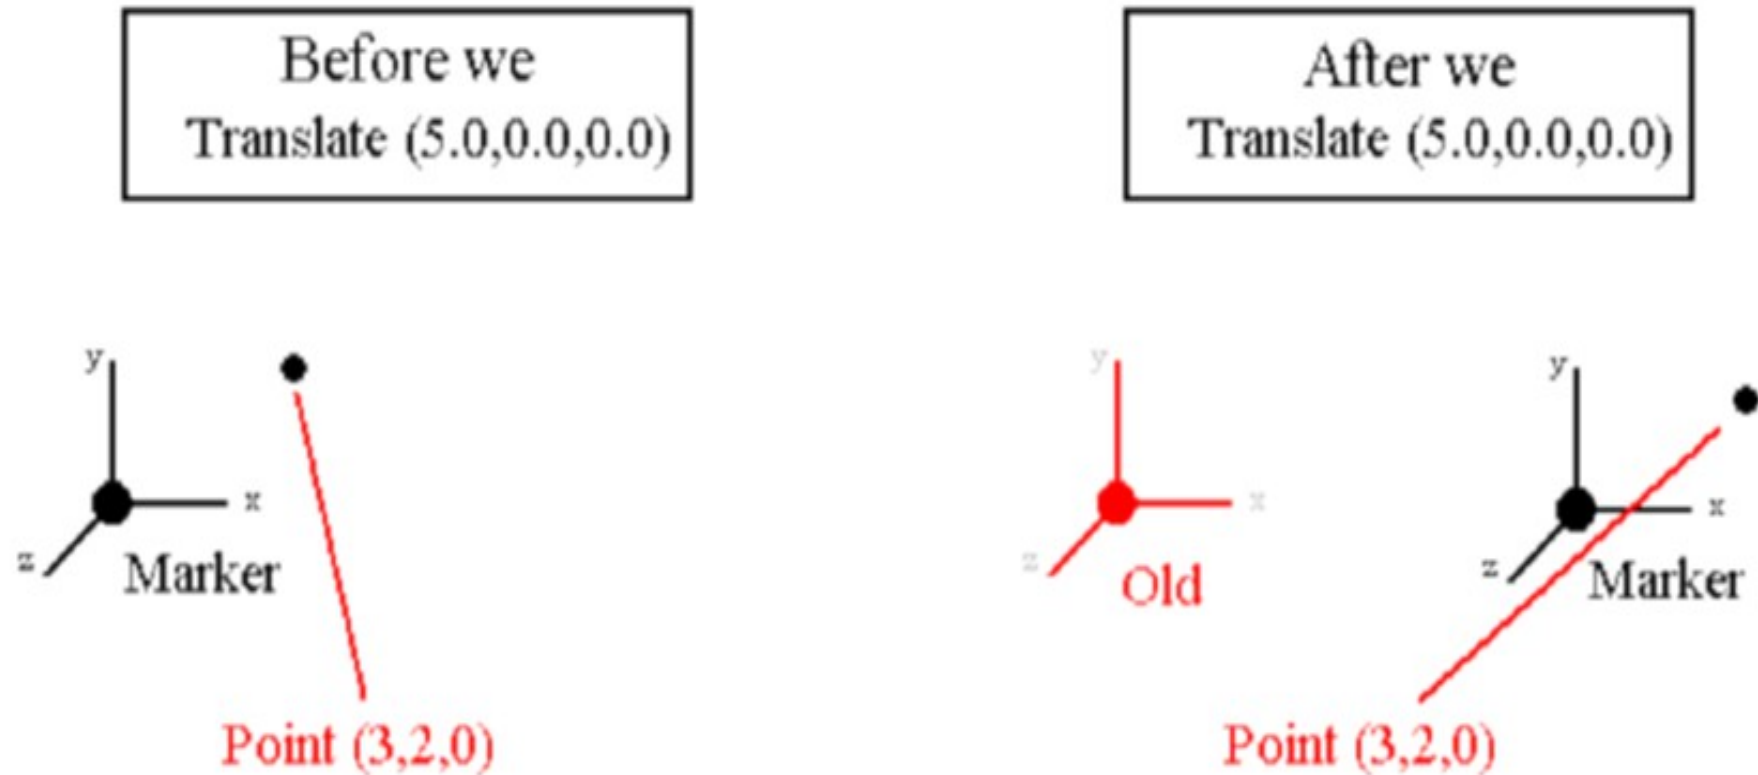 Before we
Translate (5.0,0.0,0.0)
After we
Translate (5.0,0.0,0.0)
y
x
z
Marker
Point (3,2,0)
y
x
z
Old
y
x
z
Marker
Point (3,2,0)